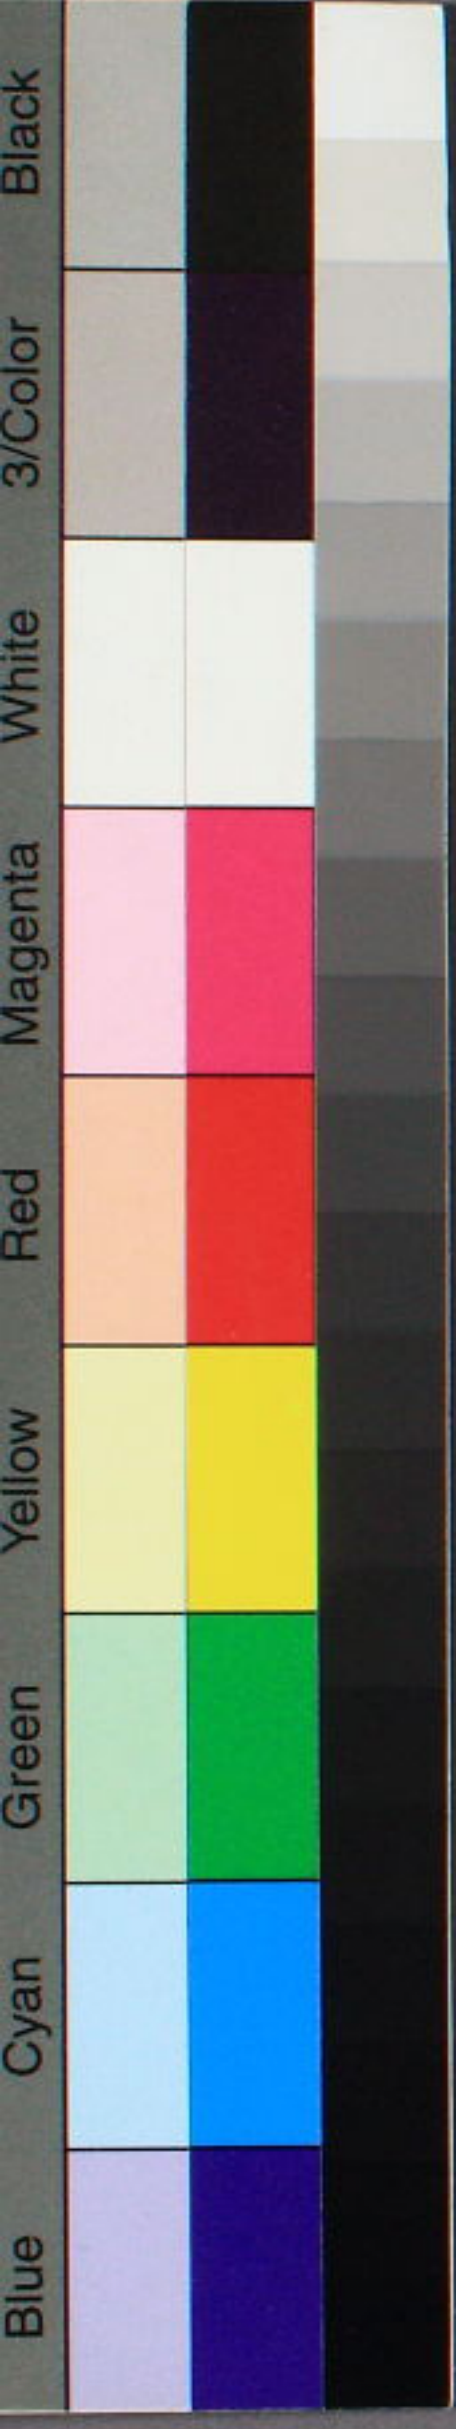 Black
3/Color
White
Magenta
Red
Yellow
Green
Cyan
Blue